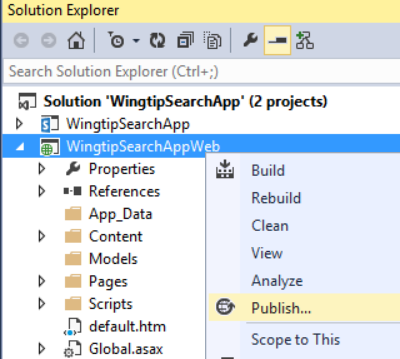 Solution Explorer
Search Solution Explorer (Ctrl+;)
Solution 'WingtipSearchApp' (2 projects)
WingtipSearchApp
WingtipSearchAppWeb
Properties
References
App_Data
Content
Models
Pages
Scripts
default.htm
Global.asax
Build
Rebuild
Clean
View
Analyze
Publish...
Scope to This